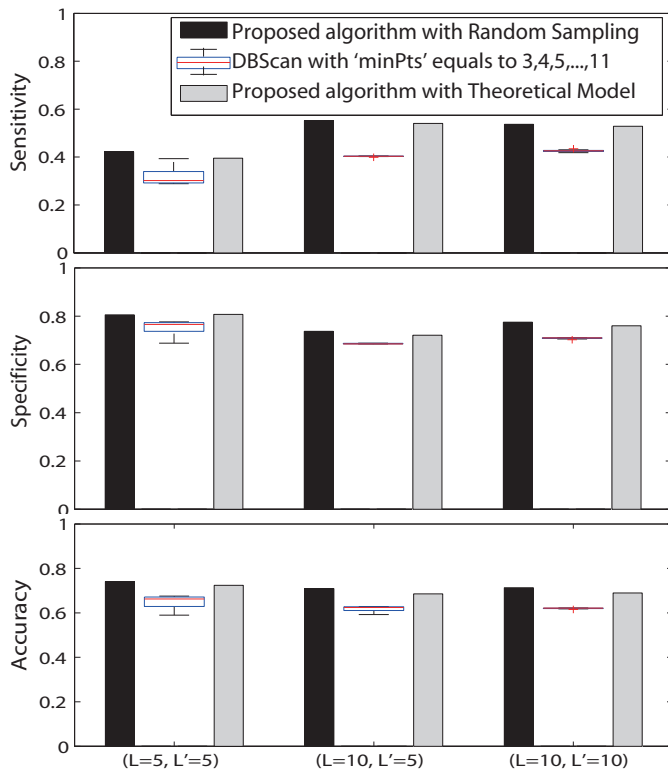 1
Proposed algorithm with Random Sampling
0.8
DBScan with 'minPts' equals to 3,4,5,...,11
Proposed algorithm with Theoretical Model
0.6
0.4
0.2
0
Sensitivity
1
0.8
0.6
0.4
0.2
0
Specificity
1
0.8
0.6
0.4
0.2
0
Accuracy
(L=5, L'=5)
(L=10, L'=5)
(L=10, L'=10)